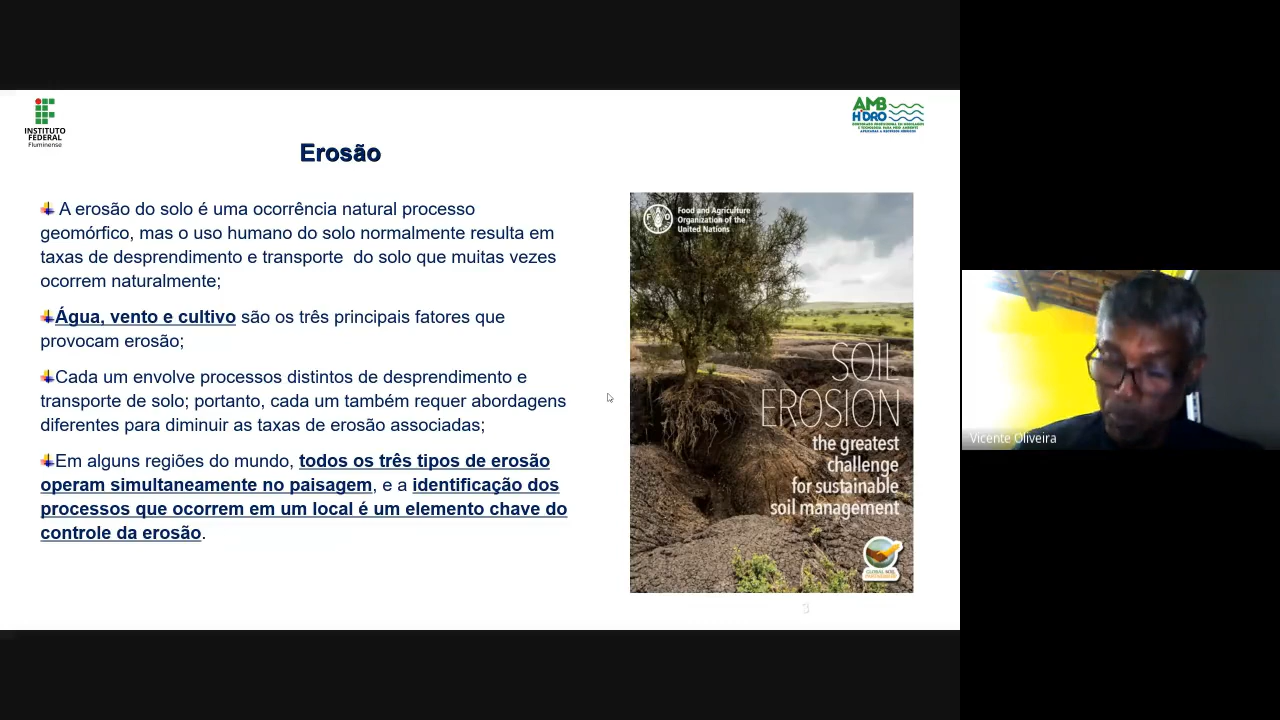 INSTITUTO
FEDERAL
Fluminense
AMB
HIDRO
Erosão
A erosão do solo é uma ocorrência natural processo
geomórfico, mas o uso humano do solo normalmente resulta em
taxas de desprendimento e transporte do solo que muitas vezes
ocorrem naturalmente;
Água, vento e cultivo são os três principais fatores que
provocam erosão;
Cada um envolve processos distintos de desprendimento e
transporte de solo; portanto, cada um também requer abordagens
diferentes para diminuir as taxas de erosão associadas;
Em alguns regiões do mundo, todos os três tipos de erosão
operam simultaneamente no paisagem, e a identificação dos
processos que ocorrem em um local é um elemento chave do
controle da erosão.
Food and Agriculture
Organization of the
United Nations
SOIL
EROSION
the greatest
challenge
for sustainable
soil management
GLOBAL SOIL
PARTNERSHIP
3
Vicente Oliveira